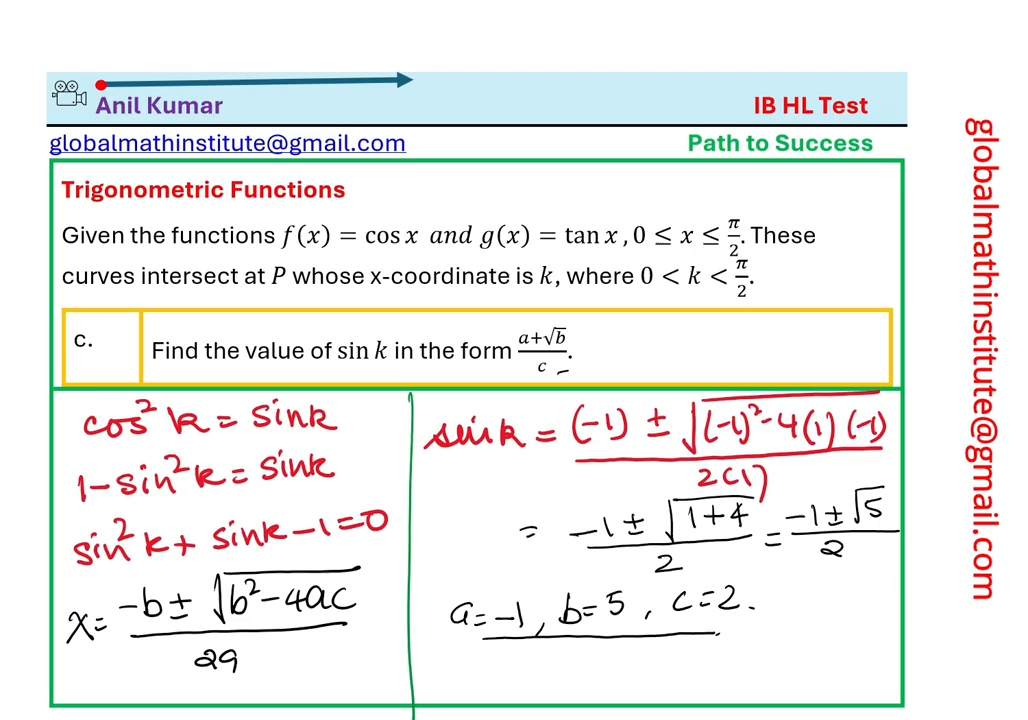 Anil Kumar IB HL Test
globalmathinstitute@gmail.com Path to Success
Trigonometric Functions
Given the functions f(x) = cos x and g(x) = tan x , 0 ≤ x ≤ π/2. These
curves intersect at P whose x-coordinate is k, where 0 < k < π/2.
c. Find the value of sin k in the form (a+√b)/c.
cos²k = sink
1-sin²k = sink
sin²k + sink-1=0
x = (-b ± √(b²-4ac))/2a
sink = ((-1) ± √((-1)²-4(1)(-1)))/2(1)
= (-1 ± √(1+4))/2 = (-1 ± √5)/2
a=-1, b=5, c=2.
globalmathinstitute@gmail.com